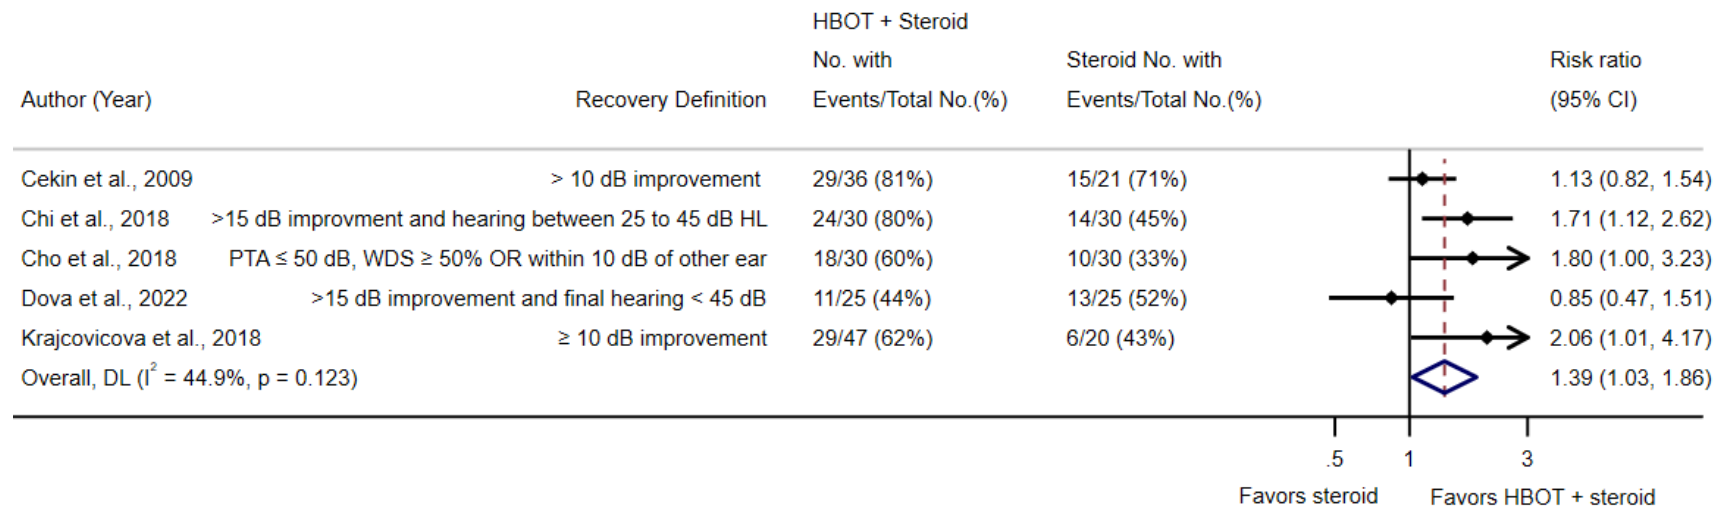 HBOT + Steroid
No. with Steroid No. with Risk ratio
Author (Year) Recovery Definition Events/Total No.(%) Events/Total No.(%) (95% CI)
Cekin et al., 2009 > 10 dB improvement 29/36 (81%) 15/21 (71%) 1.13 (0.82, 1.54)
Chi et al., 2018 >15 dB improvment and hearing between 25 to 45 dB HL 24/30 (80%) 14/30 (45%) 1.71 (1.12, 2.62)
Cho et al., 2018 PTA ≤ 50 dB, WDS ≥ 50% OR within 10 dB of other ear 18/30 (60%) 10/30 (33%) 1.80 (1.00, 3.23)
Dova et al., 2022 >15 dB improvement and final hearing < 45 dB 11/25 (44%) 13/25 (52%) 0.85 (0.47, 1.51)
Krajcovicova et al., 2018 ≥ 10 dB improvement 29/47 (62%) 6/20 (43%) 2.06 (1.01, 4.17)
Overall, DL (I² = 44.9%, p = 0.123) 1.39 (1.03, 1.86)
.5 1 3
Favors steroid Favors HBOT + steroid